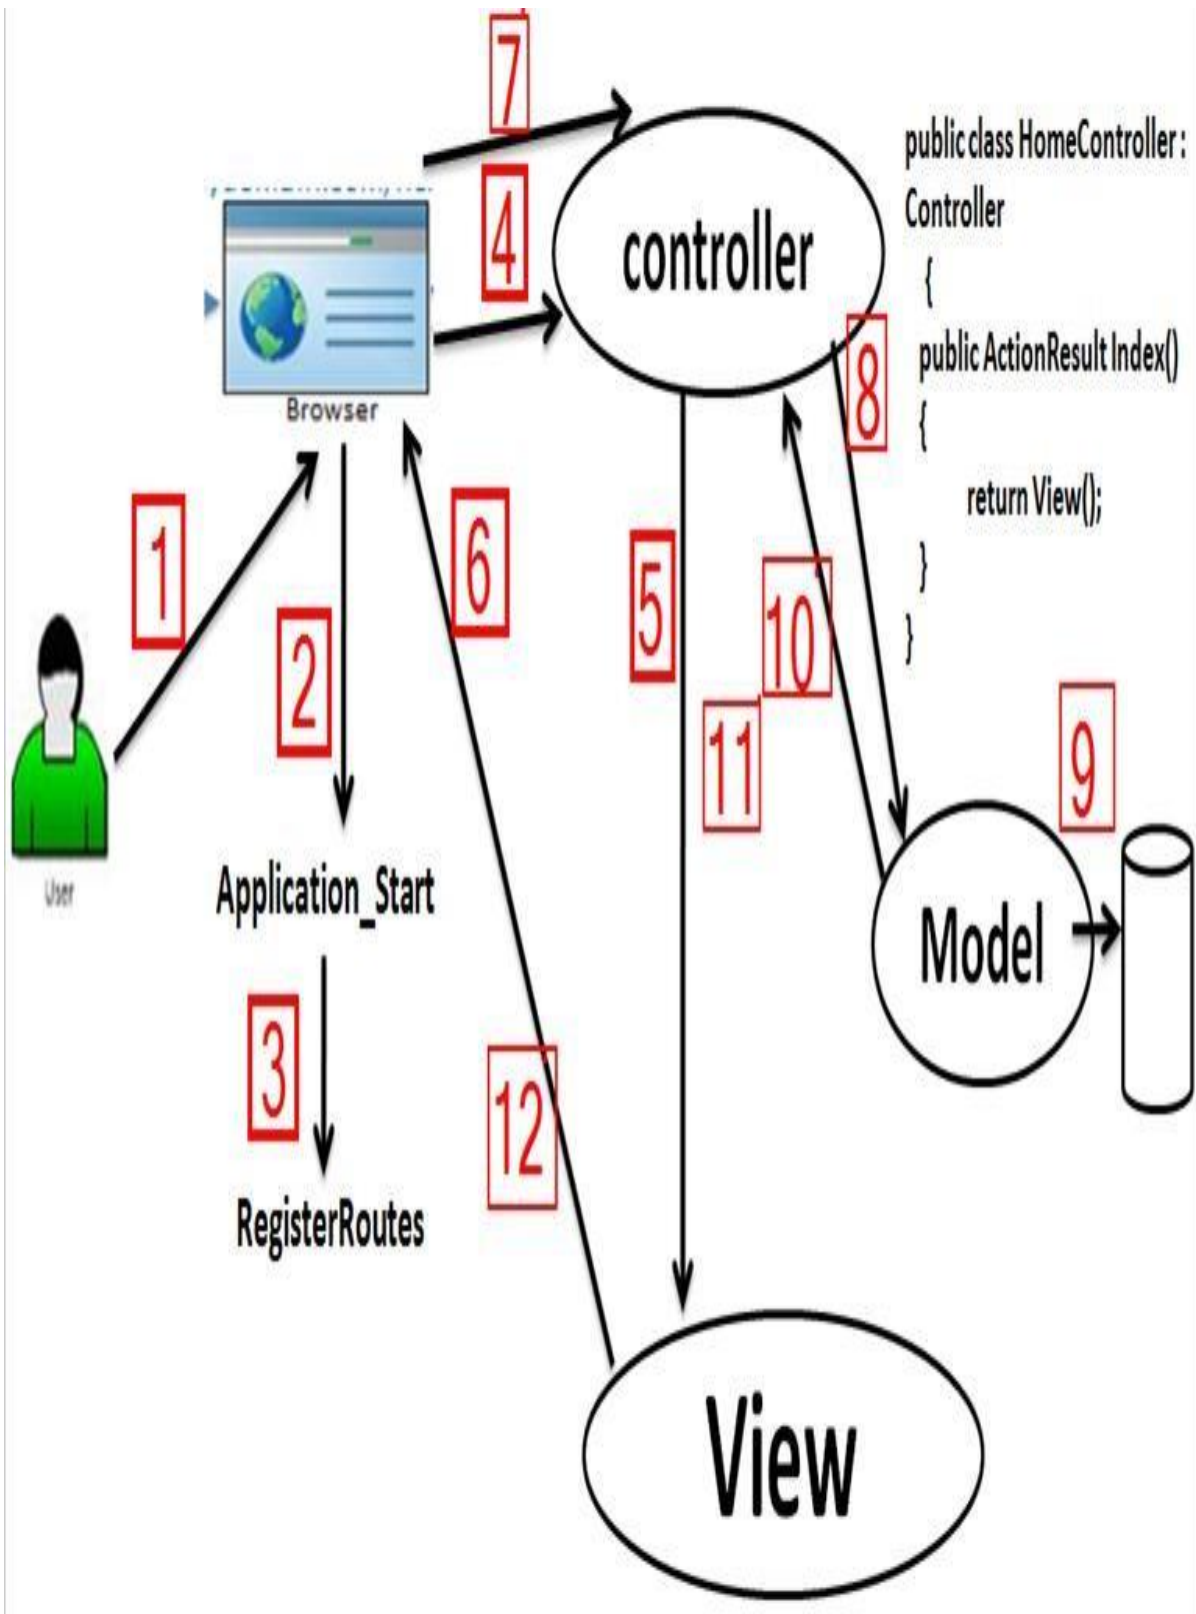 7
4
controller
public class HomeController :
Controller
{
public ActionResult Index()
{
return View();
}
}
8
Browser
1
2
6
5
10
11
9
User
Application_Start
Model
3
12
RegisterRoutes
View